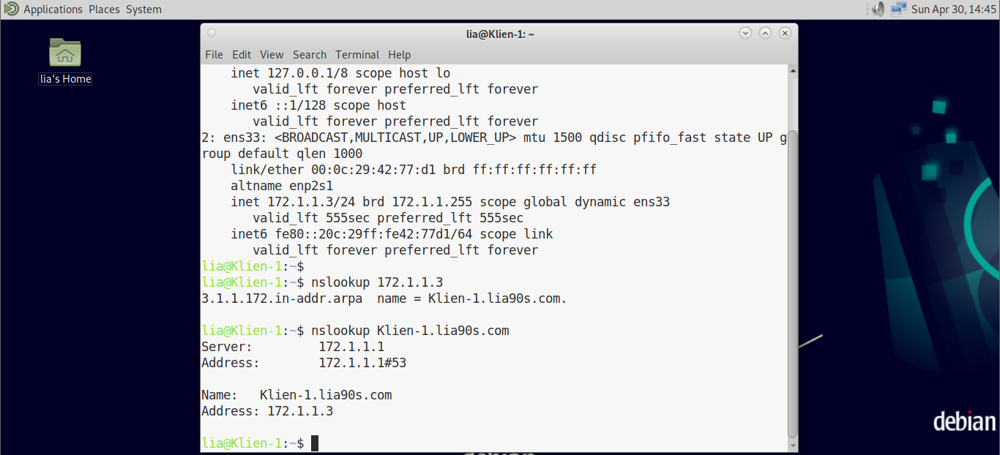 Applications Places System
Sun Apr 30, 14:45
lia's Home
lia@Klien-1: ~
File Edit View Search Terminal Help
inet 127.0.0.1/8 scope host lo
valid_lft forever preferred_lft forever
inet6 ::1/128 scope host
valid_lft forever preferred_lft forever
2: ens33: <BROADCAST,MULTICAST,UP,LOWER_UP> mtu 1500 qdisc pfifo_fast state UP g
roup default qlen 1000
link/ether 00:0c:29:42:77:d1 brd ff:ff:ff:ff:ff:ff
altname enp2s1
inet 172.1.1.3/24 brd 172.1.1.255 scope global dynamic ens33
valid_lft 555sec preferred_lft 555sec
inet6 fe80::20c:29ff:fe42:77d1/64 scope link
valid_lft forever preferred_lft forever
lia@Klien-1:~$
lia@Klien-1:~$ nslookup 172.1.1.3
3.1.1.172.in-addr.arpa  name = Klien-1.lia90s.com.
lia@Klien-1:~$ nslookup Klien-1.lia90s.com
Server:         172.1.1.1
Address:        172.1.1.1#53
Name:   Klien-1.lia90s.com
Address: 172.1.1.3
lia@Klien-1:~$
debian